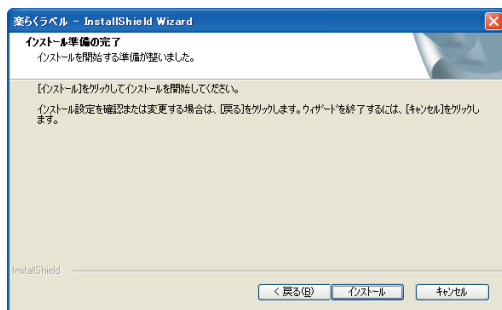 楽らくラベル - InstallShield Wizard
インストール準備の完了
インストールを開始する準備が整いました。
[インストール]をクリックしてインストールを開始してください。
インストール設定を確認または変更する場合は、[戻る]をクリックします。ウィザードを終了するには、[キャンセル]をクリックし
ます。
InstallShield
< 戻る(B) インストール キャンセル